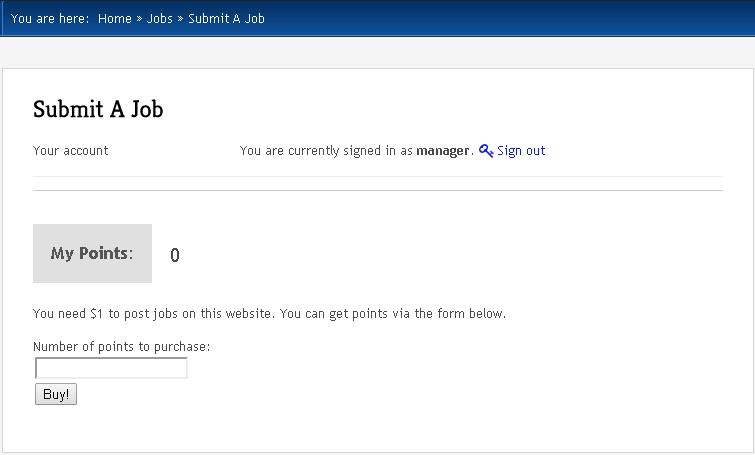 You are here: Home » Jobs » Submit A Job
Submit A Job
Your account You are currently signed in as manager. Sign out
My Points: 0
You need $1 to post jobs on this website. You can get points via the form below.
Number of points to purchase:
Buy!